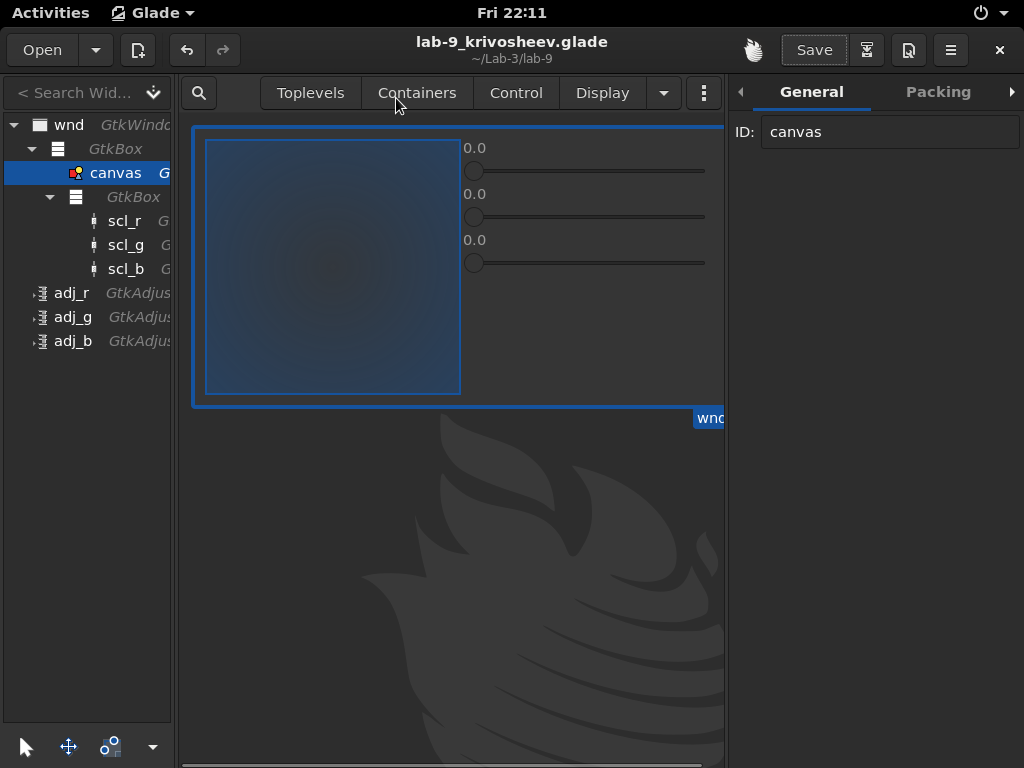 Activities Glade Fri 22:11
Open lab-9_krivosheev.glade Save
~/Lab-3/lab-9
< Search Wid... Toplevels Containers Control Display General Packing
wnd GtkWindo
GtkBox
canvas G
GtkBox
scl_r G
scl_g G
scl_b G
adj_r GtkAdjus
adj_g GtkAdjus
adj_b GtkAdjus
0.0
0.0
0.0
wnd
ID: canvas